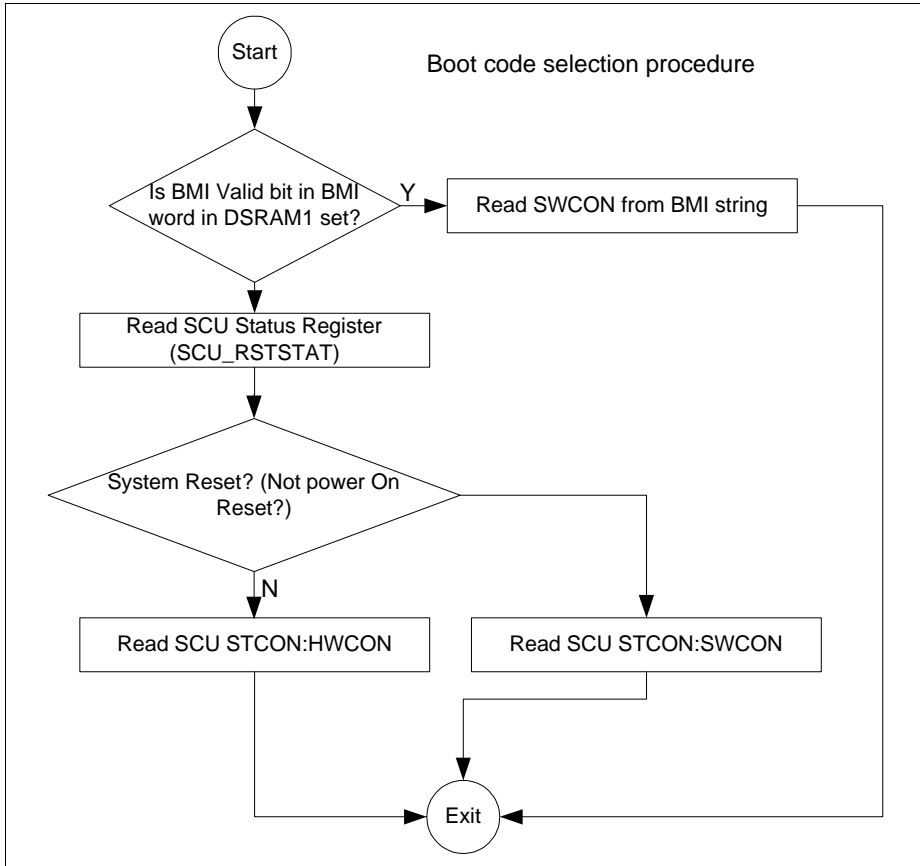 Start
Boot code selection procedure
Is BMI Valid bit in BMI
word in DSRAM1 set?
Y
Read SWCON from BMI string
Read SCU Status Register
(SCU_RSTSTAT)
System Reset? (Not power On
Reset?)
N
Read SCU STCON:HWCON
Read SCU STCON:SWCON
Exit